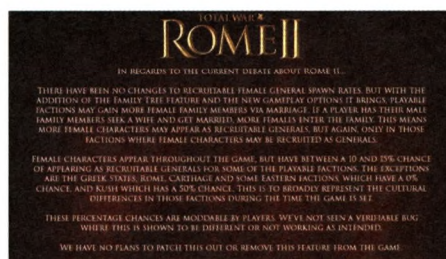 TOTAL WAR
ROME II
IN REGARDS TO THE CURRENT DEBATE ABOUT ROME II...
THERE HAVE BEEN NO CHANGES TO RECRUITABLE FEMALE GENERAL SPAWN RATES, BUT WITH THE
ADDITION OF THE FAMILY TREE FEATURE AND THE NEW GAMEPLAY OPTIONS IT BRINGS, PLAYABLE
FACTIONS MAY GAIN MORE FEMALE FAMILY MEMBERS VIA MARRIAGE. IF A PLAYER HAS THEIR MALE
FAMILY MEMBERS SEEK A WIFE AND GET MARRIED, MORE FEMALES ENTER THE FAMILY. THIS MEANS
MORE FEMALE CHARACTERS MAY APPEAR AS RECRUITABLE GENERALS, BUT AGAIN, ONLY IN THOSE
FACTIONS WHERE FEMALE CHARACTERS MAY BE RECRUITED AS GENERALS.
FEMALE CHARACTERS APPEAR THROUGHOUT THE GAME, BUT HAVE BETWEEN A 10 AND 15% CHANCE
OF APPEARING AS RECRUITABLE GENERALS FOR SOME OF THE PLAYABLE FACTIONS. THE EXCEPTIONS
ARE THE GREEK STATES, ROME, CARTHAGE AND SOME EASTERN FACTIONS, WHICH HAVE A 0%
CHANCE, AND KUSH WHICH HAS A 50% CHANCE. THIS IS TO BROADLY REPRESENT THE CULTURAL
DIFFERENCES IN THOSE FACTIONS DURING THE TIME THE GAME IS SET.
THESE PERCENTAGE CHANCES ARE MODDABLE BY PLAYERS. WE'VE NOT SEEN A VERIFIABLE BUG
WHERE THIS IS SHOWN TO BE DIFFERENT OR NOT WORKING AS INTENDED.
WE HAVE NO PLANS TO PATCH THIS OUT OR REMOVE THIS FEATURE FROM THE GAME.